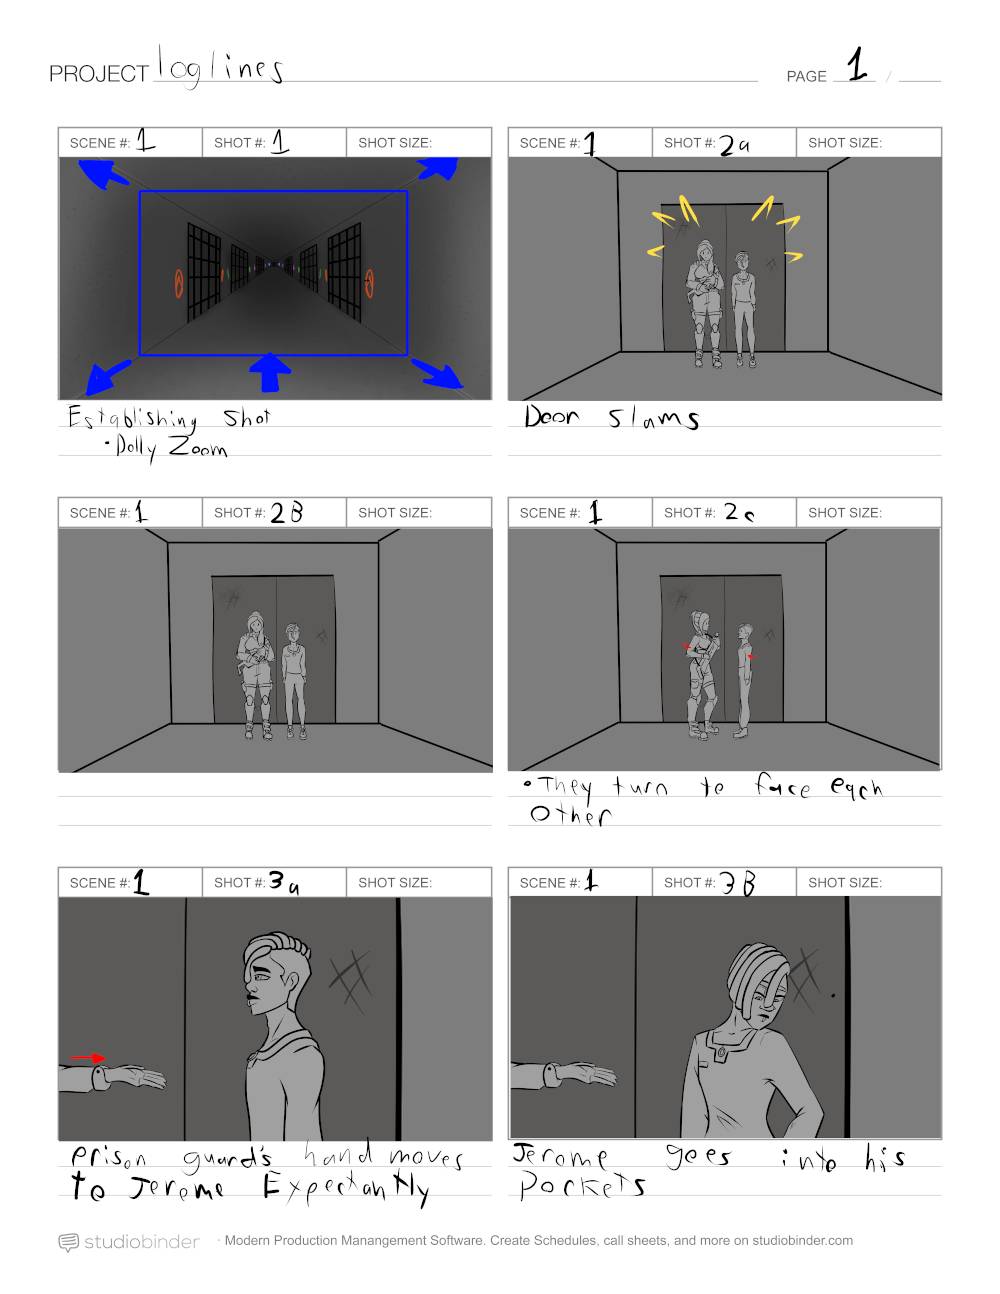 PROJECT loglines
PAGE 1 /
SCENE #: 1 SHOT #: 1 SHOT SIZE:
Establishing Shot
• Dolly Zoom
SCENE #: 1 SHOT #: 2a SHOT SIZE:
Door slams
SCENE #: 1 SHOT #: 2B SHOT SIZE:
SCENE #: 1 SHOT #: 2c SHOT SIZE:
• They turn to face each
Other
SCENE #: 1 SHOT #: 3a SHOT SIZE:
prison guard's hand moves
to Jerome Expectantly
SCENE #: 1 SHOT #: 3B SHOT SIZE:
Jerome goes into his
Pockets
studiobinder · Modern Production Manangement Software. Create Schedules, call sheets, and more on studiobinder.com